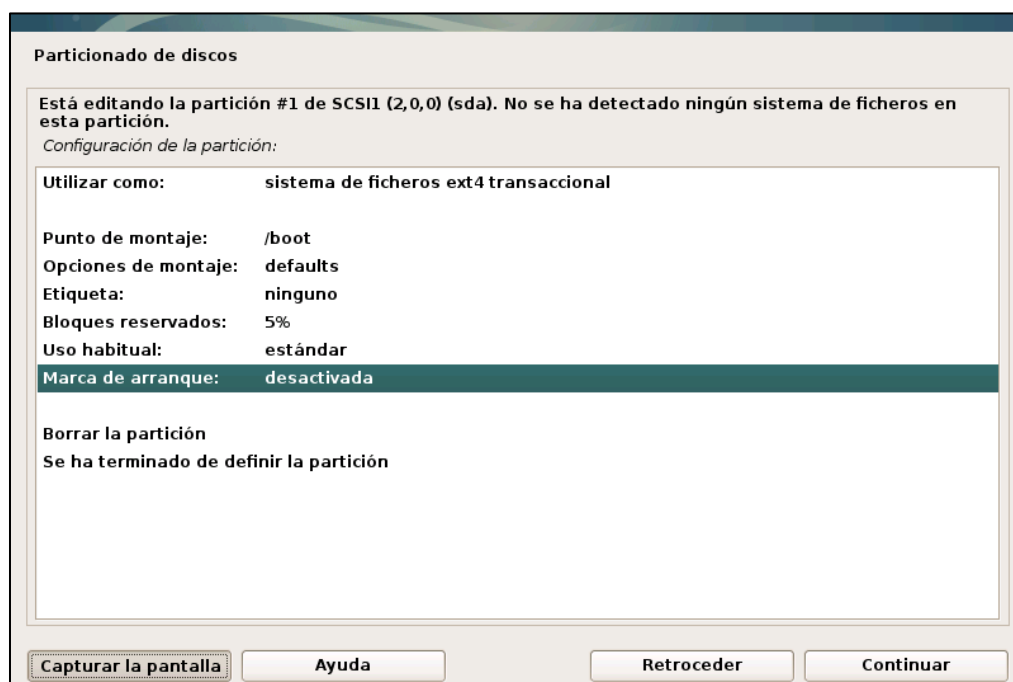 Particionado de discos
Está editando la partición #1 de SCSI1 (2,0,0) (sda). No se ha detectado ningún sistema de ficheros en
esta partición.
Configuración de la partición:
Utilizar como: sistema de ficheros ext4 transaccional
Punto de montaje: /boot
Opciones de montaje: defaults
Etiqueta: ninguno
Bloques reservados: 5%
Uso habitual: estándar
Marca de arranque: desactivada
Borrar la partición
Se ha terminado de definir la partición
Capturar la pantalla Ayuda Retroceder Continuar